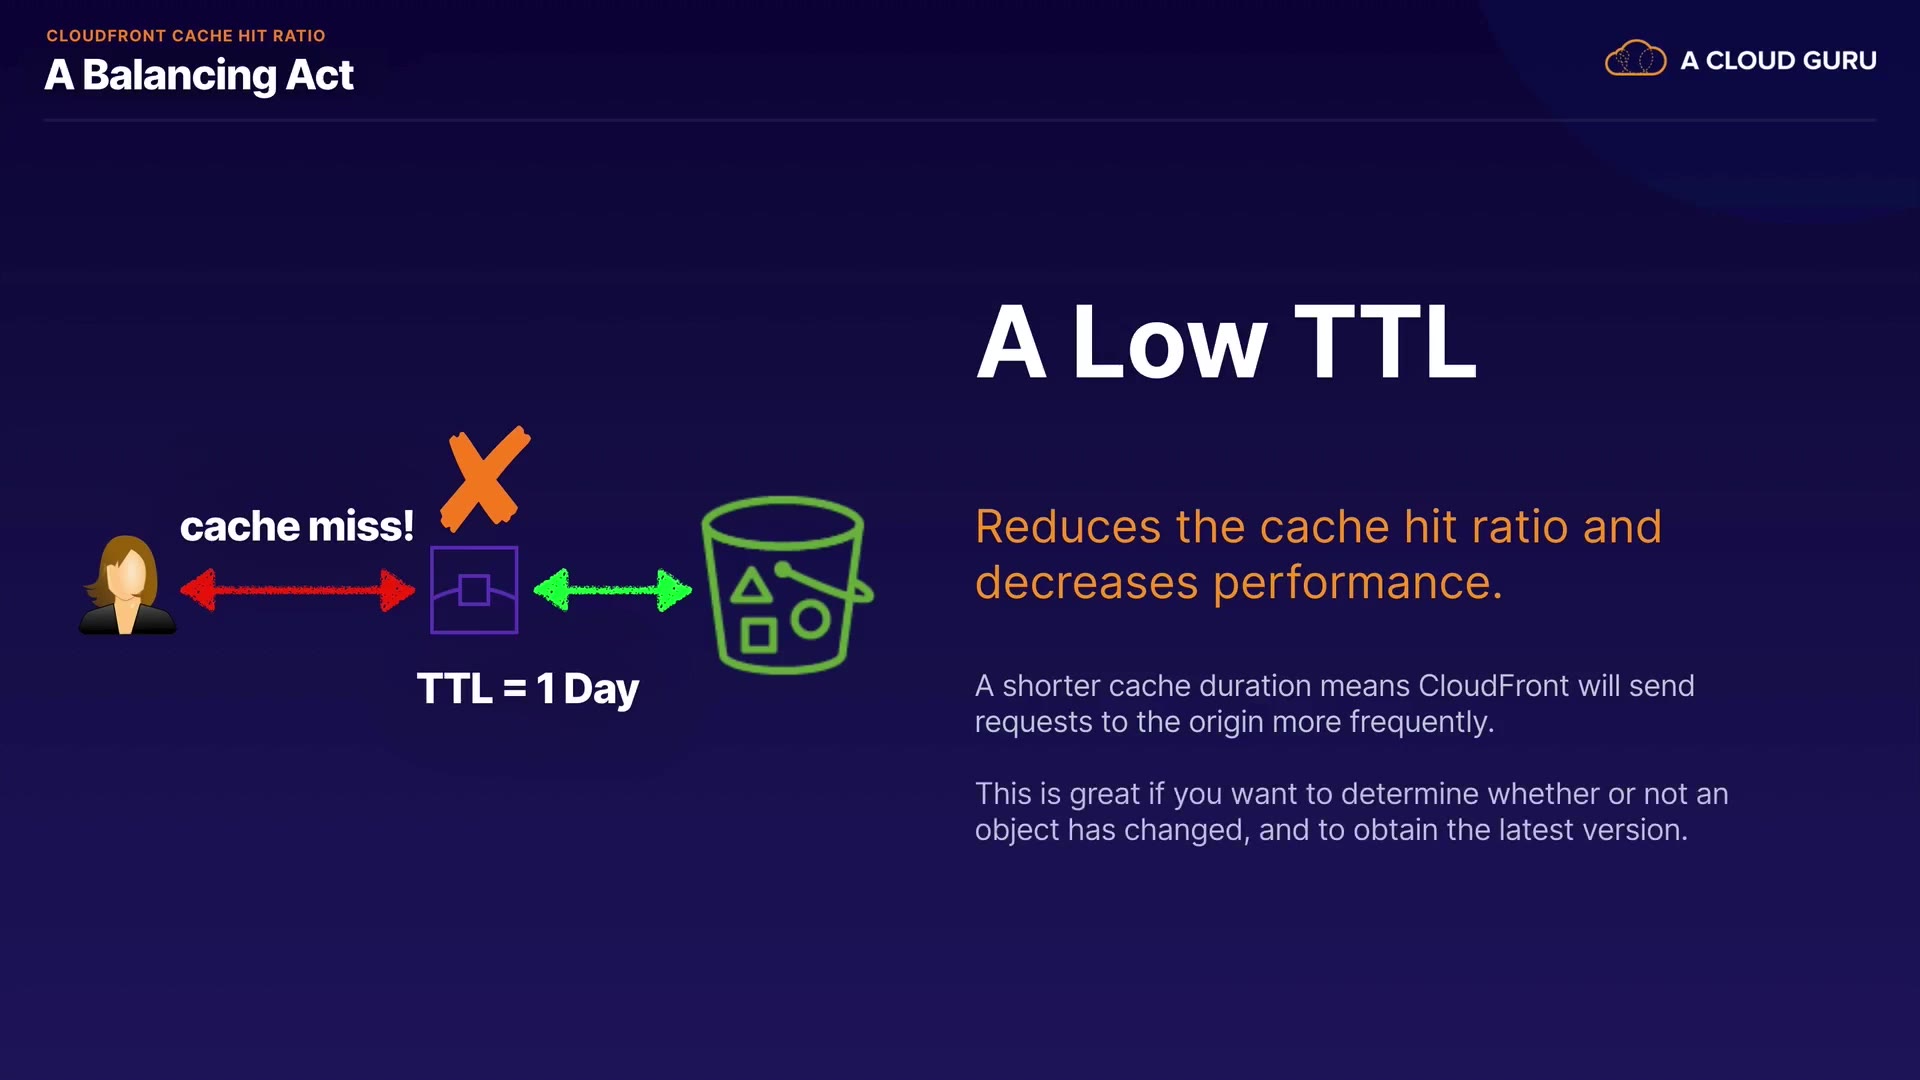 CLOUDFRONT CACHE HIT RATIO
A Balancing Act
A CLOUD GURU
cache miss!
TTL = 1 Day
A Low TTL
Reduces the cache hit ratio and
decreases performance.
A shorter cache duration means CloudFront will send
requests to the origin more frequently.
This is great if you want to determine whether or not an
object has changed, and to obtain the latest version.